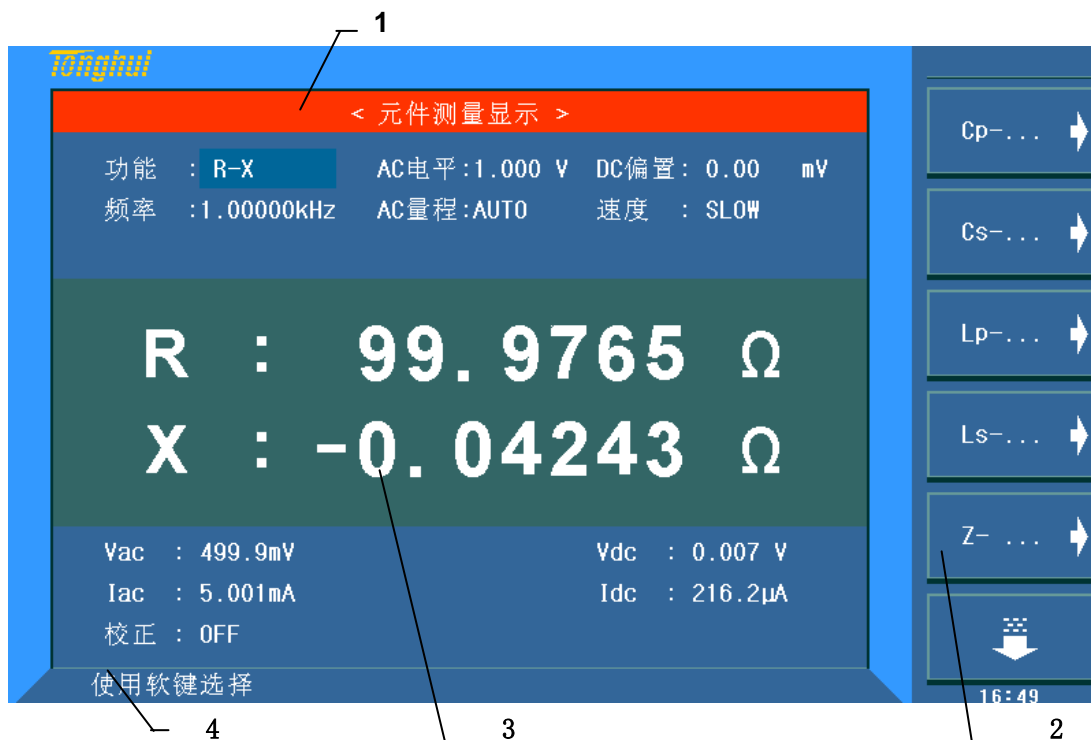 1
Tonghui
< 元件测量显示 >
功能 : R-X AC电平:1.000 V DC偏置: 0.00 mV
频率 :1.00000kHz AC量程:AUTO 速度 : SLOW
R : 99.9765 Ω
X : -0.04243 Ω
Vac : 499.9mV Vdc : 0.007 V
Iac : 5.001mA Idc : 216.2μA
校正 : OFF
使用软键选择
Cp-...
Cs-...
Lp-...
Ls-...
Z- ...
16:49
4 3 2